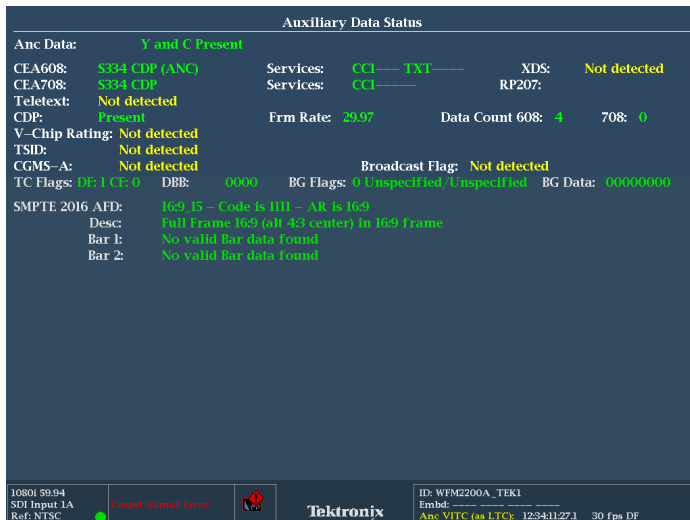 Auxiliary Data Status
Anc Data: Y and C Present
CEA608: S334 CDP (ANC) Services: CC1--- TXT---- XDS: Not detected
CEA708: S334 CDP Services: CC1----- RP207:
Teletext: Not detected
CDP: Present Frm Rate: 29.97 Data Count 608: 4 708: 0
V-Chip Rating: Not detected
TSID: Not detected
CGMS-A: Not detected Broadcast Flag: Not detected
TC Flags: DF: 1 CF: 0 DBB: 0000 BG Flags: 0 Unspecified/Unspecified BG Data: 00000000
SMPTE 2016 AFD: 16:9_15 - Code is 1111 - AR is 16:9
Desc: Full Frame 16:9 (alt 4:3 center) in 16:9 frame
Bar 1: No valid Bar data found
Bar 2: No valid Bar data found
1080i 59.94
SDI Input 1A
Ref: NTSC
Gamut Error
Tektronix
ID: WFM2200A_TEK1
Embd: ---- ---- ---- ----
Anc VITC (as LTC): 12:34:11:27.1 30 fps DF